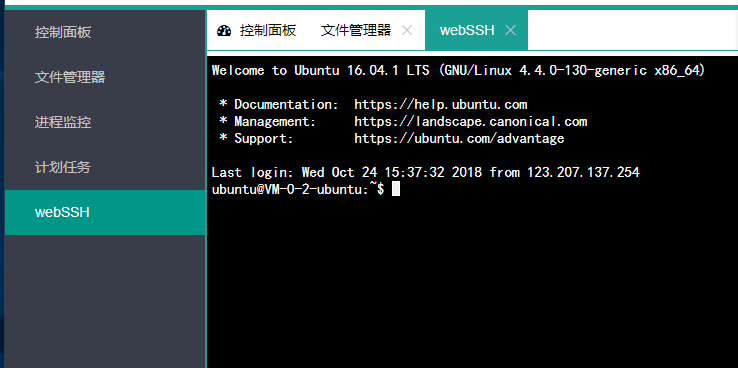 控制面板
文件管理器
进程监控
计划任务
webSSH
控制面板 文件管理器 webSSH
Welcome to Ubuntu 16.04.1 LTS (GNU/Linux 4.4.0-130-generic x86_64)
* Documentation: https://help.ubuntu.com
* Management: https://landscape.canonical.com
* Support: https://ubuntu.com/advantage
Last login: Wed Oct 24 15:37:32 2018 from 123.207.137.254
ubuntu@VM-0-2-ubuntu:~$